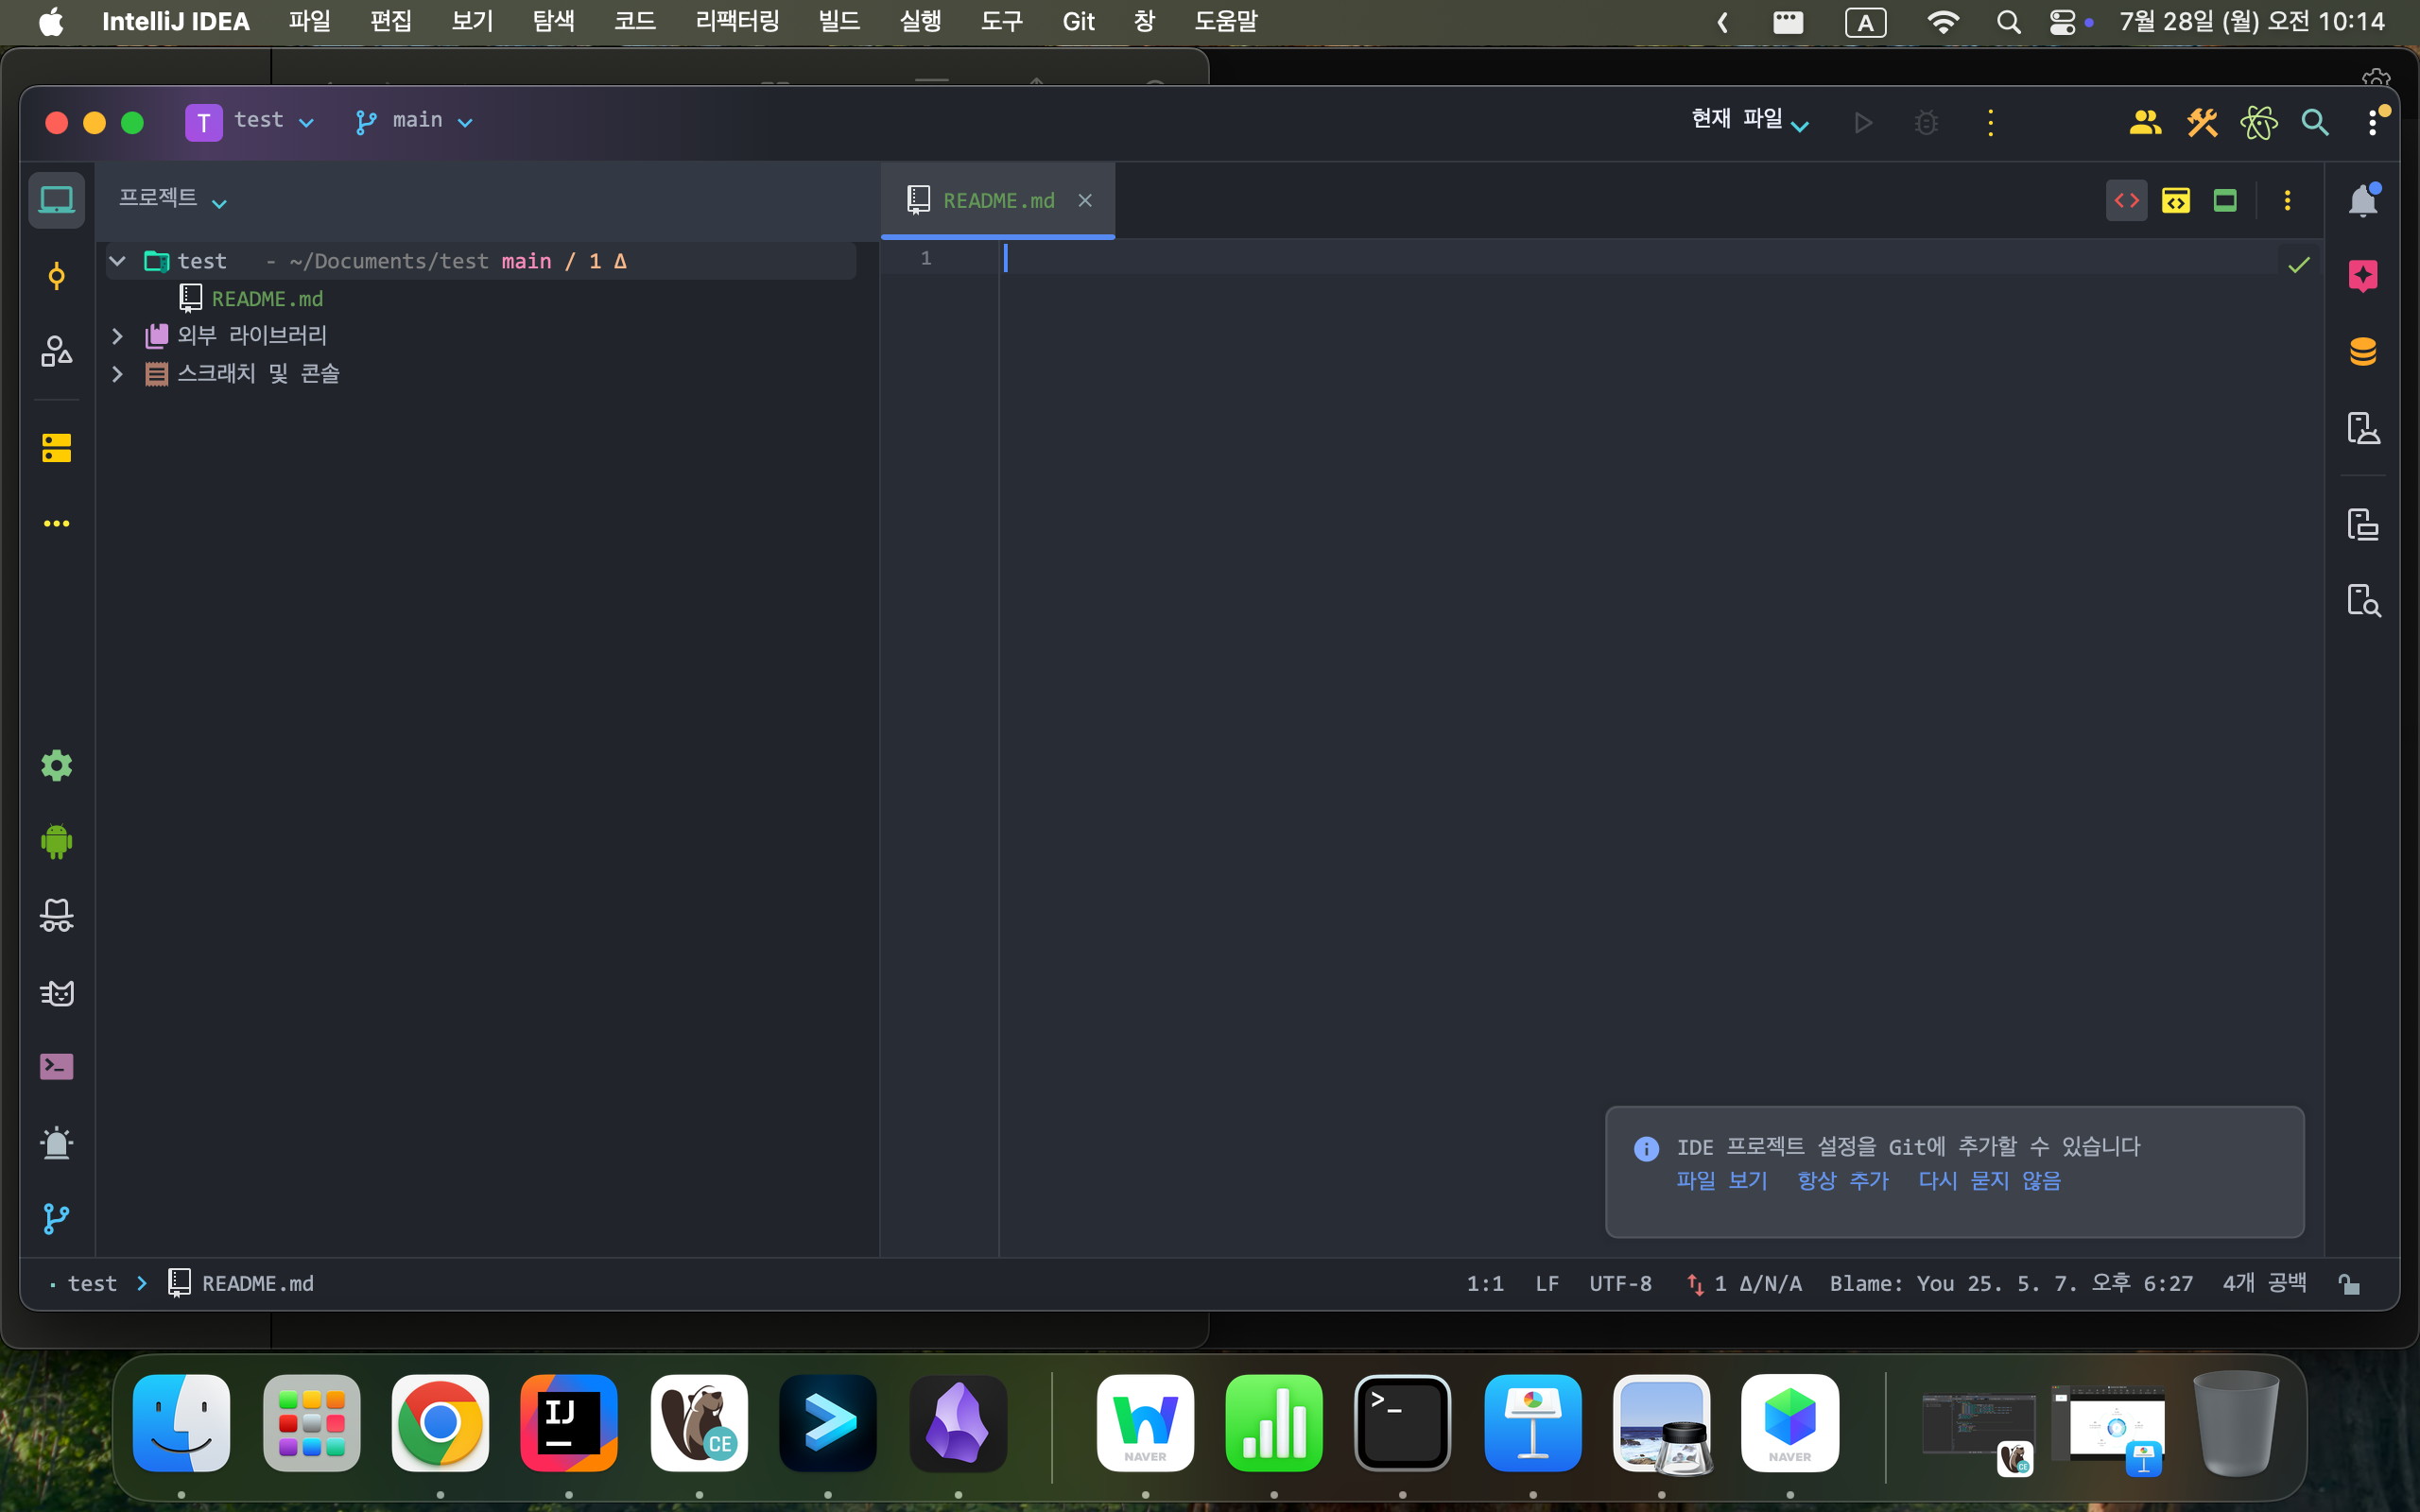 IntelliJ IDEA 파일 편집 보기 탐색 코드 리팩터링 빌드 실행 도구 Git 창 도움말 A 7월 28일 (월) 오전 10:14
T test main 현재 파일
프로젝트 README.md
test - ~/Documents/test main / 1 Δ 1
README.md
외부 라이브러리
스크래치 및 콘솔
IDE 프로젝트 설정을 Git에 추가할 수 있습니다
파일 보기 항상 추가 다시 묻지 않음
test README.md 1:1 LF UTF-8 1 Δ/N/A Blame: You 25. 5. 7. 오후 6:27 4개 공백
IJ CE NAVER >_ NAVER CE